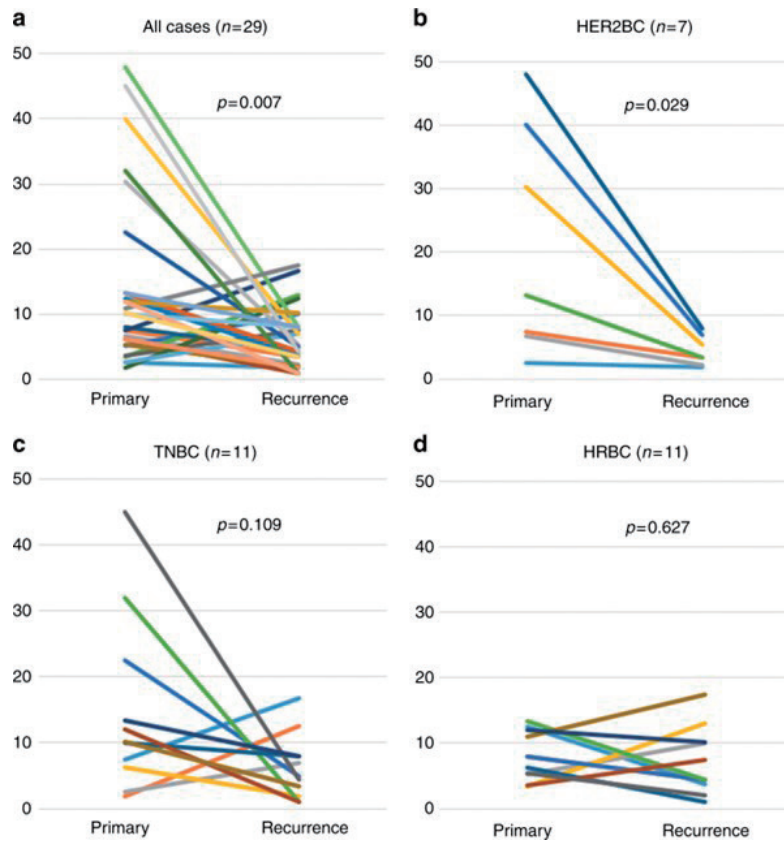 a
All cases (n=29)
50
40
30
20
10
0
p=0.007
Primary
Recurrence
b
HER2BC (n=7)
50
40
30
20
10
0
p=0.029
Primary
Recurrence
c
TNBC (n=11)
50
40
30
20
10
0
p=0.109
Primary
Recurrence
d
HRBC (n=11)
50
40
30
20
10
0
p=0.627
Primary
Recurrence